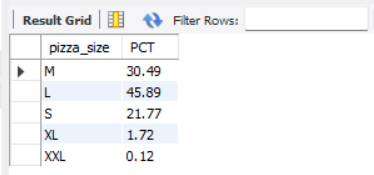 Result Grid Filter Rows:
pizza_size PCT
M 30.49
L 45.89
S 21.77
XL 1.72
XXL 0.12